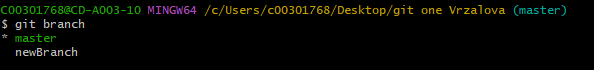 C00301768@CD-A003-10 MINGW64 /c/Users/c00301768/Desktop/git one Vrzalova (master)
$ git branch
* master
  newBranch